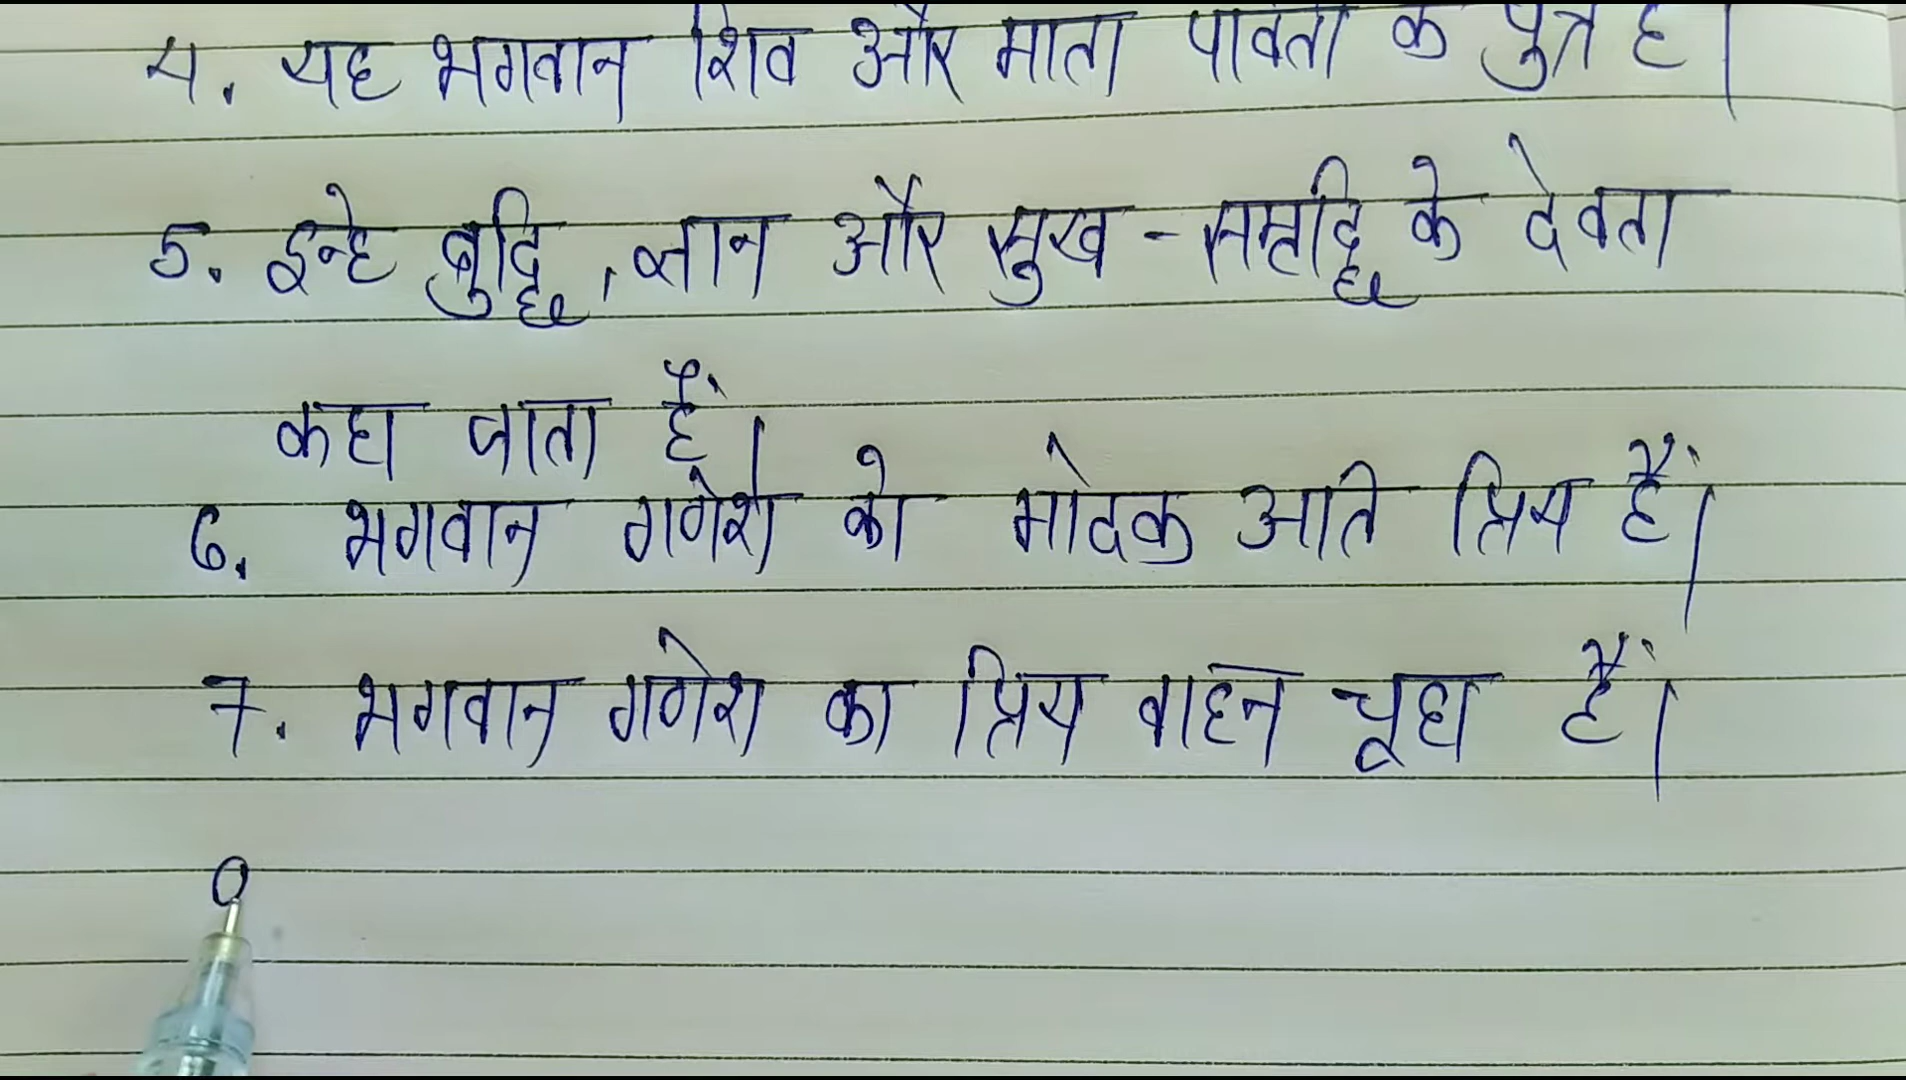 4. यह भगवान शिव और माता पार्वती के पुत्र है।
5. इन्हे बुद्धि, ज्ञान और सुख - समृद्धि के देवता
कहा जाता हैं।
6. भगवान गणेश को मोदक अति प्रिय हैं।
7. भगवान गणेश का प्रिय वाहन चूहा हैं।